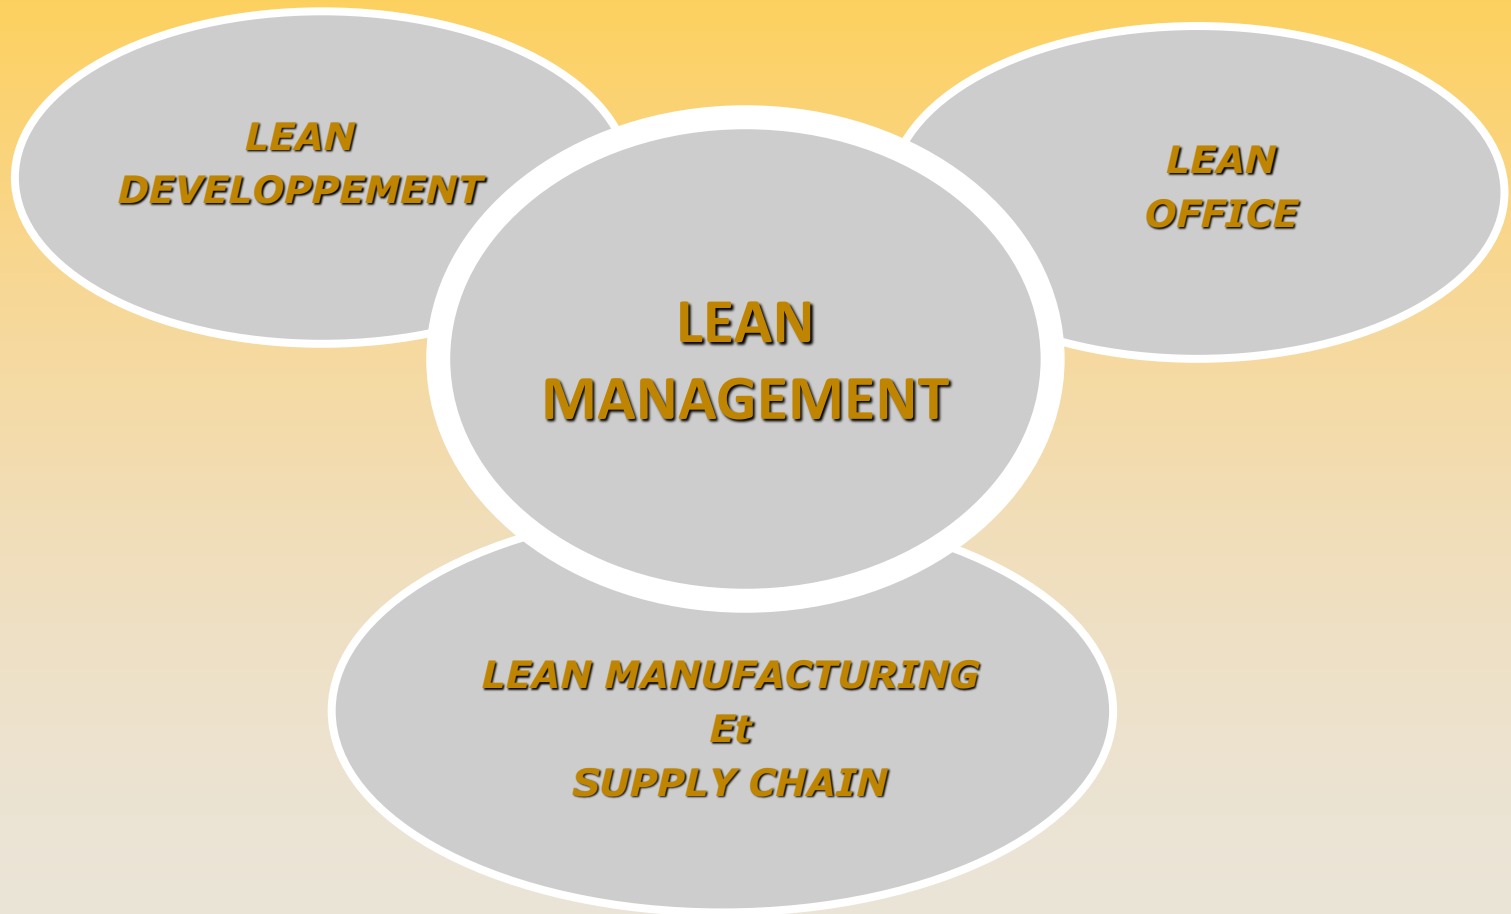 LEAN
DEVELOPPEMENT
LEAN
OFFICE
LEAN
MANAGEMENT
LEAN MANUFACTURING
Et
SUPPLY CHAIN